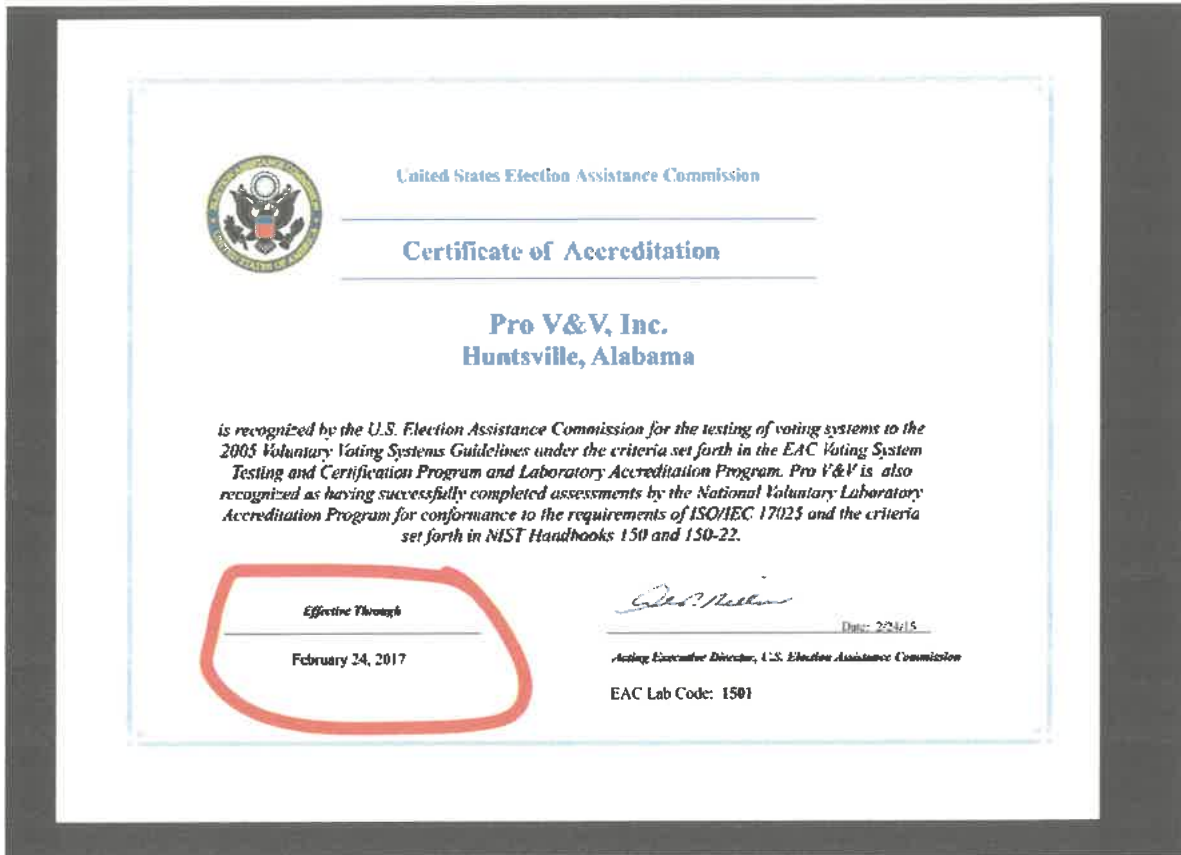 United States Election Assistance Commission
Certificate of Accreditation
Pro V&V, Inc.
Huntsville, Alabama
is recognized by the U.S. Election Assistance Commission for the testing of voting systems to the
2005 Voluntary Voting Systems Guidelines under the criteria set forth in the EAC Voting System
Testing and Certification Program and Laboratory Accreditation Program. Pro V&V is also
recognized as having successfully completed assessments by the National Voluntary Laboratory
Accreditation Program for conformance to the requirements of ISO/IEC 17025 and the criteria
set forth in NIST Handbooks 150 and 150-22.
Effective Through
February 24, 2017
Date: 2/24/15
Acting Executive Director, U.S. Election Assistance Commission
EAC Lab Code: 1501
UNITED STATES OF AMERICA